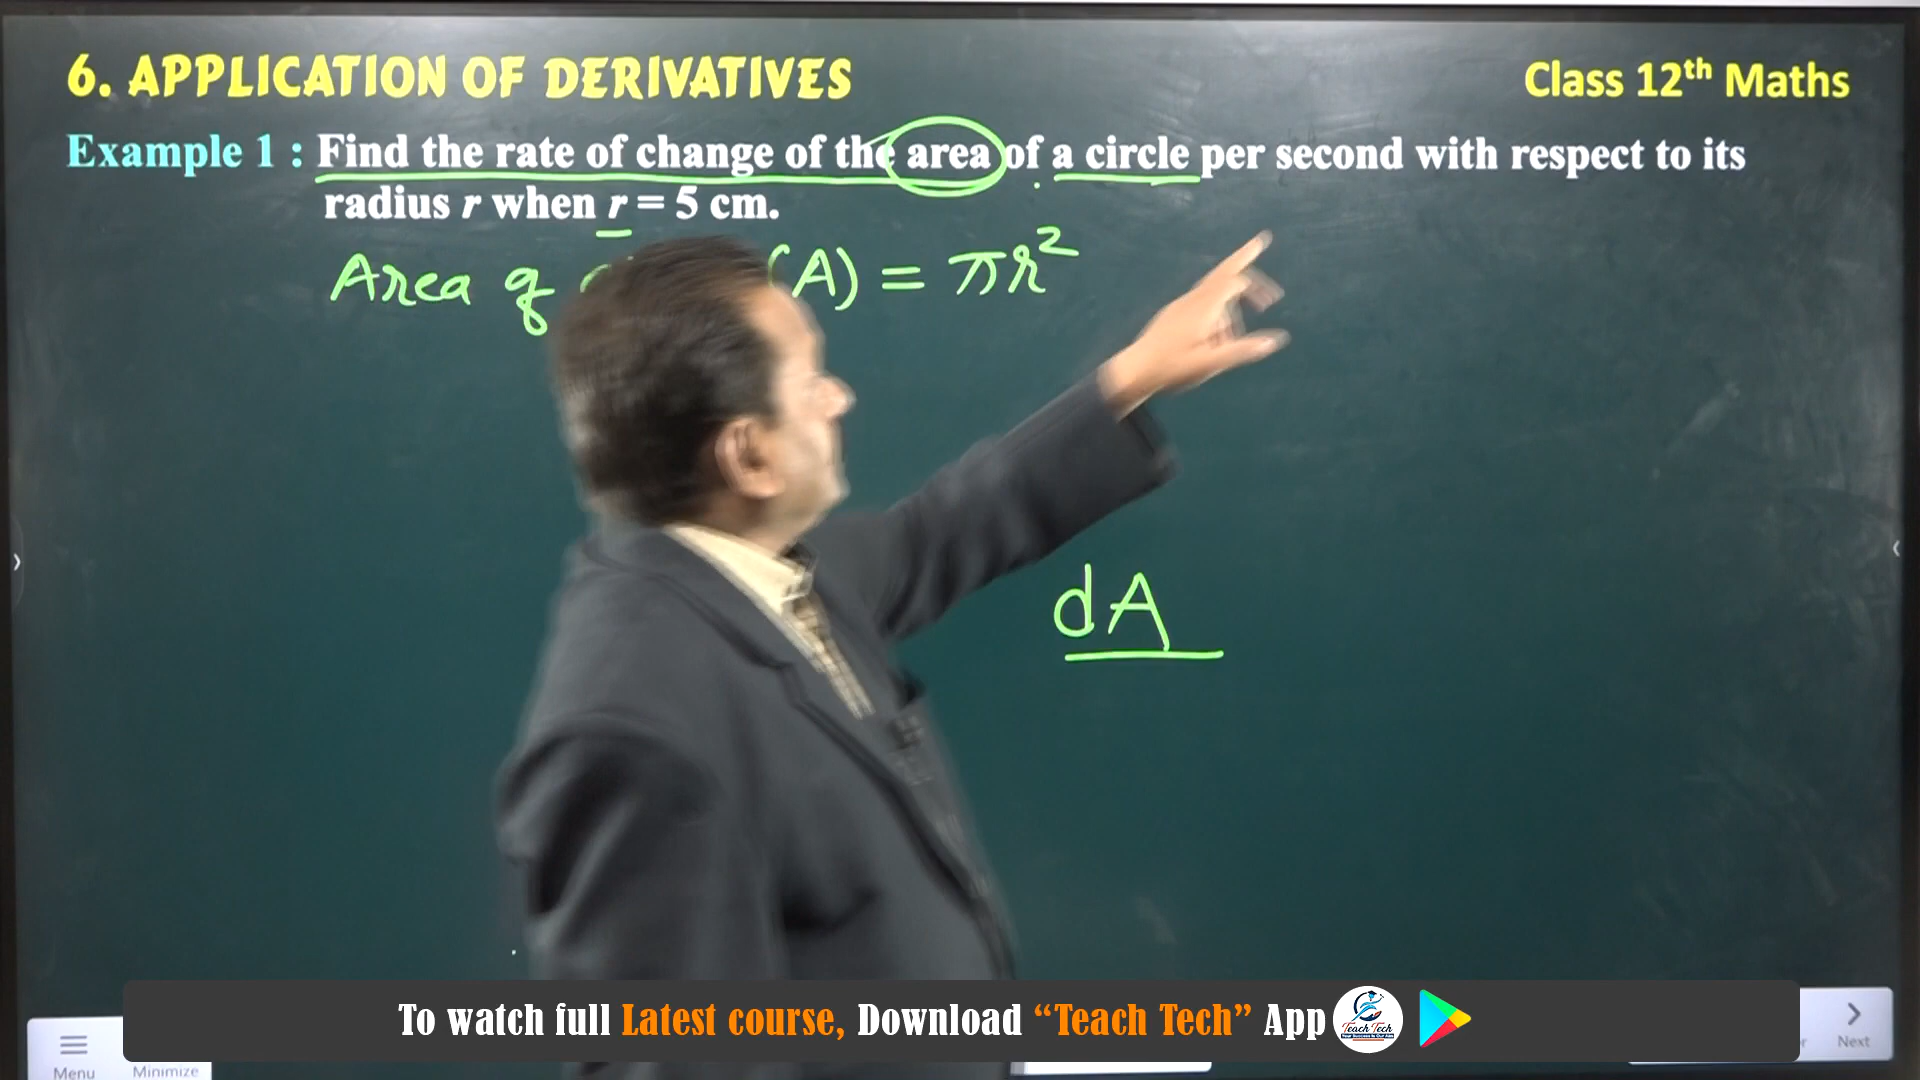 6. APPLICATION OF DERIVATIVES
Class 12th Maths
Example 1 : Find the rate of change of the area of a circle per second with respect to its
radius r when r = 5 cm.
Area of (A) = πr²
dA
To watch full Latest course, Download “Teach Tech” App
Teach Tech
Menu
Minimize
Next